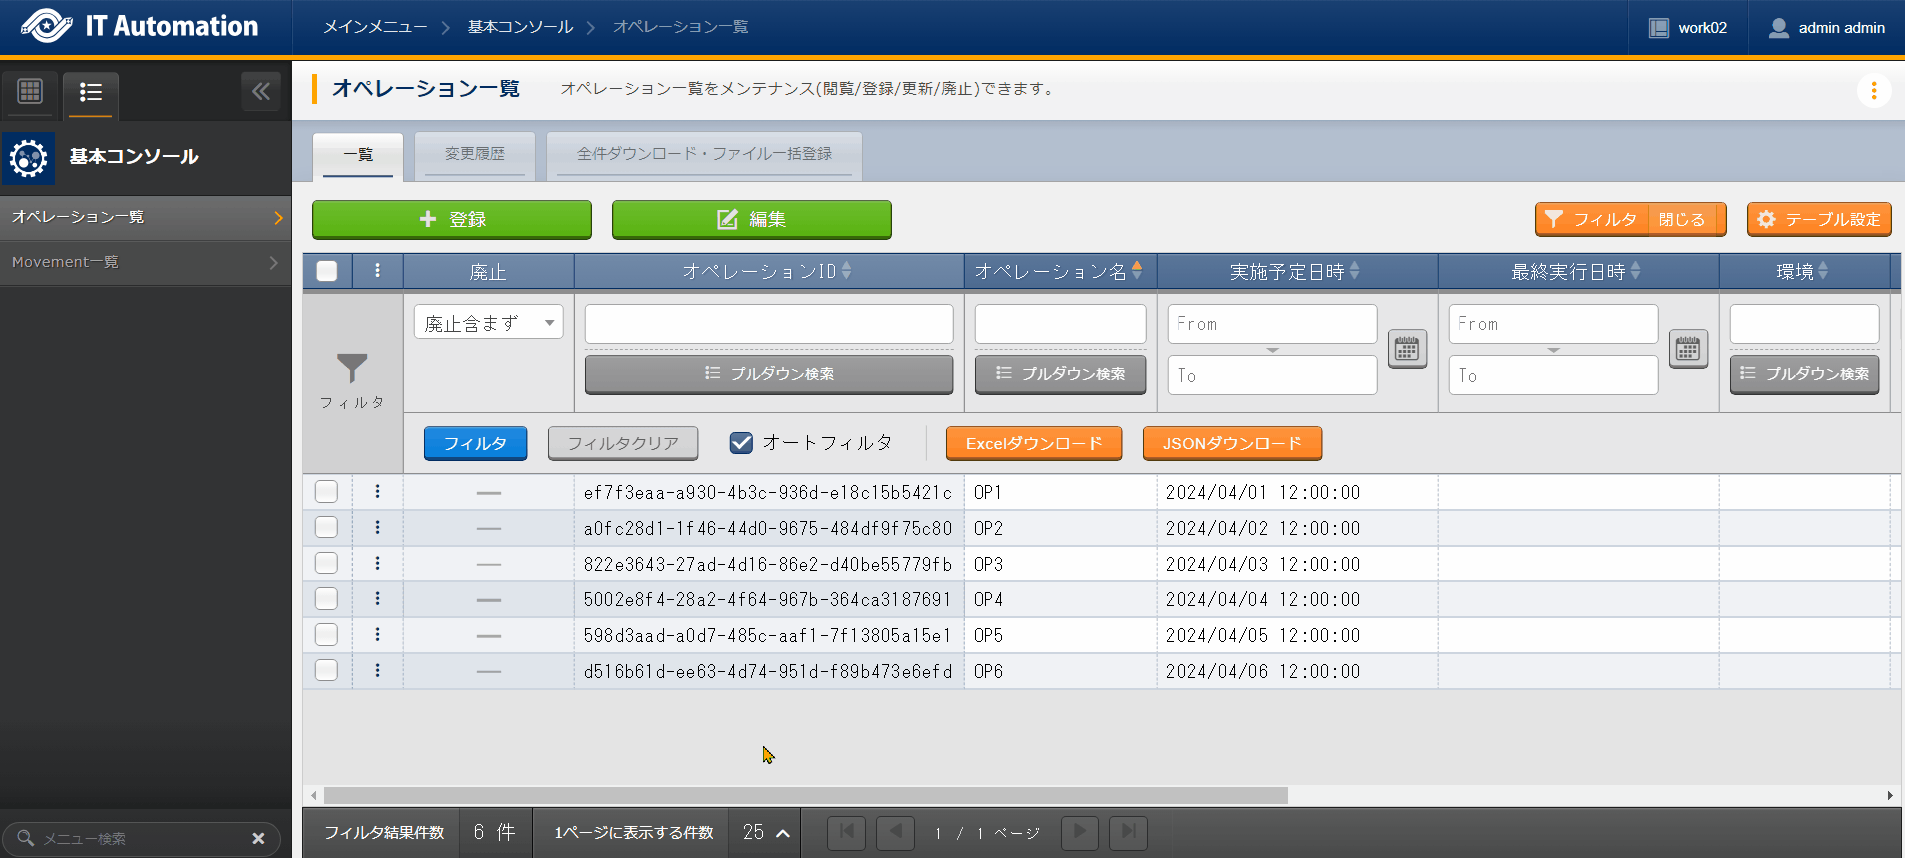 IT Automation
メインメニュー 基本コンソール オペレーション一覧
work02
admin admin
基本コンソール
オペレーション一覧
Movement一覧
メニュー検索
オペレーション一覧
オペレーション一覧をメンテナンス(閲覧/登録/更新/廃止)できます。
一覧 変更履歴 全件ダウンロード・ファイル一括登録
登録 編集 フィルタ 閉じる テーブル設定
廃止 オペレーションID オペレーション名 実施予定日時 最終実行日時 環境
フィルタ
廃止含まず From From
プルダウン検索 プルダウン検索 To To プルダウン検索
フィルタ フィルタクリア オートフィルタ Excelダウンロード JSONダウンロード
ef7f3eaa-a930-4b3c-936d-e18c15b5421c OP1 2024/04/01 12:00:00
a0fc28d1-1f46-44d0-9675-484df9f75c80 OP2 2024/04/02 12:00:00
822e3643-27ad-4d16-86e2-d40be55779fb OP3 2024/04/03 12:00:00
5002e8f4-28a2-4f64-967b-364ca3187691 OP4 2024/04/04 12:00:00
598d3aad-a0d7-485c-aaf1-7f13805a15e1 OP5 2024/04/05 12:00:00
d516b61d-ee63-4d74-951d-f89b473e6efd OP6 2024/04/06 12:00:00
フィルタ結果件数 6 件 1ページに表示する件数 25 1 / 1 ページ